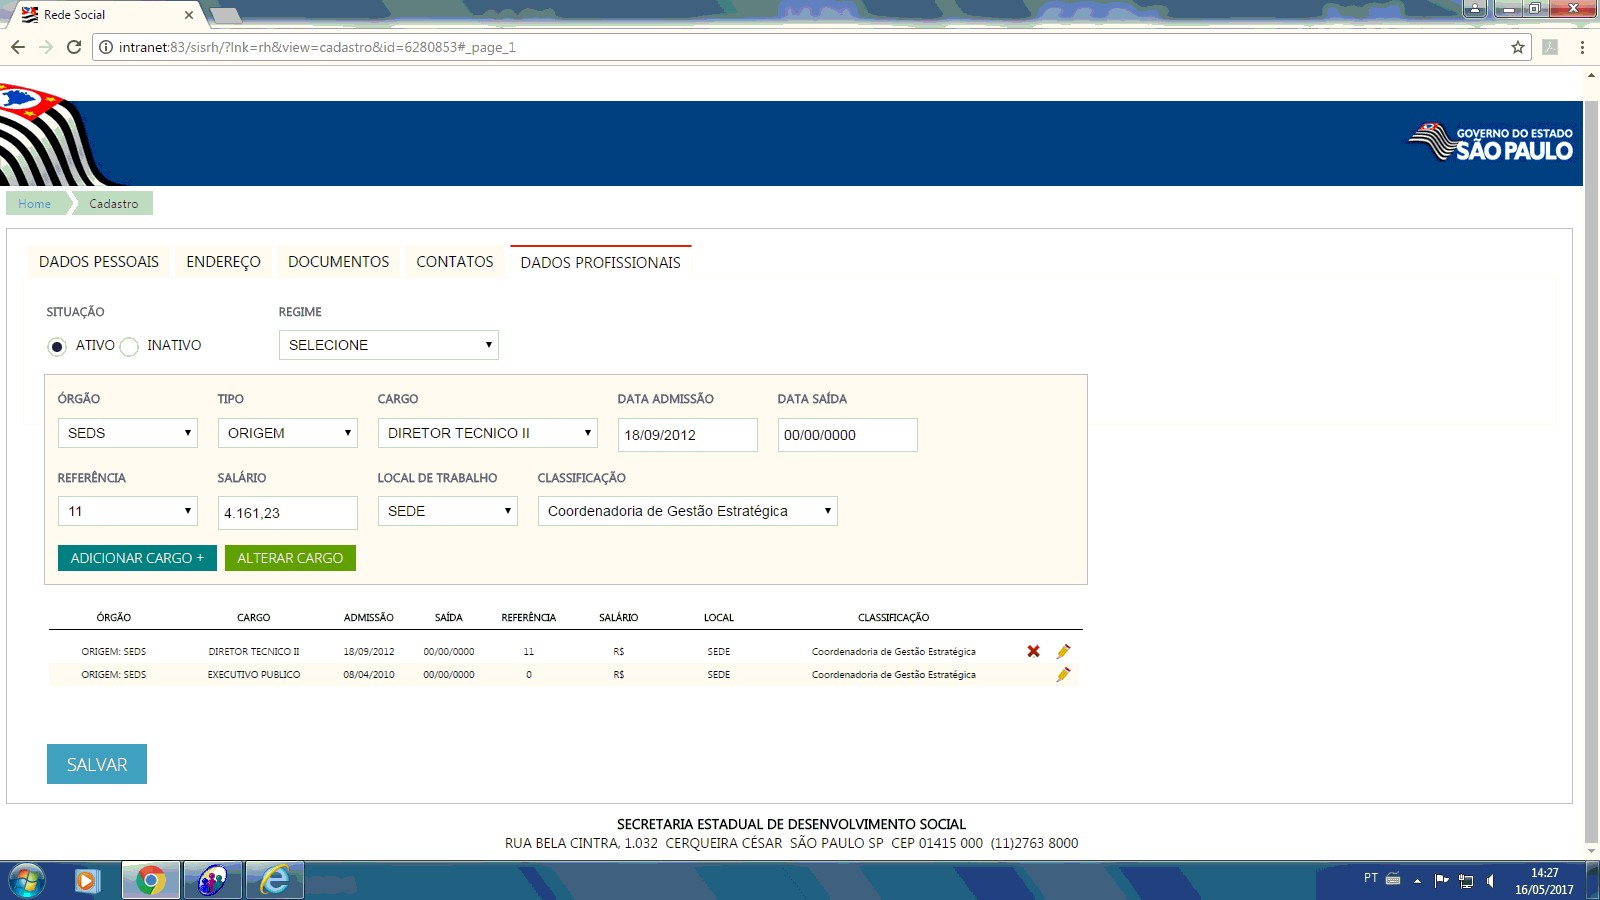 Rede Social
intranet:83/sisrh/?lnk=rh&view=cadastro&id=6280853#_page_1
GOVERNO DO ESTADO
SÃO PAULO
Home Cadastro
DADOS PESSOAIS ENDEREÇO DOCUMENTOS CONTATOS DADOS PROFISSIONAIS
SITUAÇÃO REGIME
ATIVO INATIVO SELECIONE
ÓRGÃO TIPO CARGO DATA ADMISSÃO DATA SAÍDA
SEDS ORIGEM DIRETOR TECNICO II 18/09/2012 00/00/0000
REFERÊNCIA SALÁRIO LOCAL DE TRABALHO CLASSIFICAÇÃO
11 4.161,23 SEDE Coordenadoria de Gestão Estratégica
ADICIONAR CARGO + ALTERAR CARGO
ÓRGÃO CARGO ADMISSÃO SAÍDA REFERÊNCIA SALÁRIO LOCAL CLASSIFICAÇÃO
ORIGEM: SEDS DIRETOR TECNICO II 18/09/2012 00/00/0000 11 R$ SEDE Coordenadoria de Gestão Estratégica
ORIGEM: SEDS EXECUTIVO PUBLICO 08/04/2010 00/00/0000 0 R$ SEDE Coordenadoria de Gestão Estratégica
SALVAR
SECRETARIA ESTADUAL DE DESENVOLVIMENTO SOCIAL
RUA BELA CINTRA, 1.032 CERQUEIRA CÉSAR SÃO PAULO SP CEP 01415 000 (11)2763 8000
PT
14:27
16/05/2017